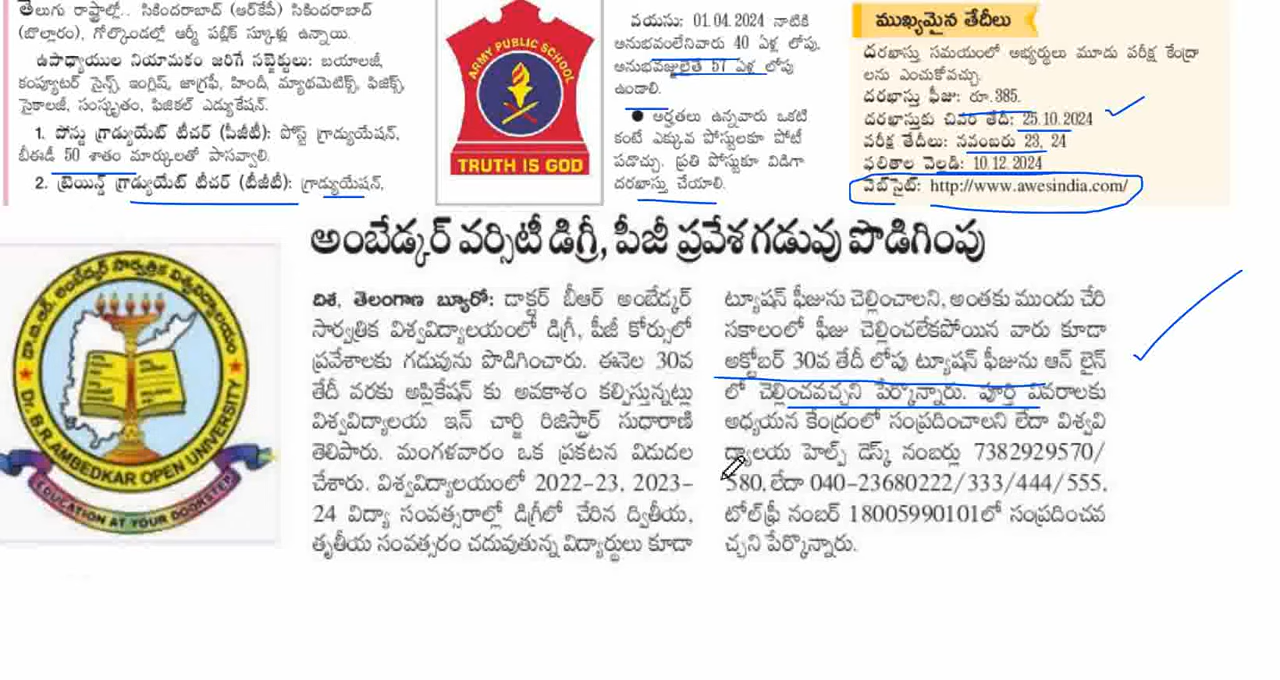 తెలుగు రాష్ట్రాల్లో.. సికింద్రాబాద్ (ఆర్‌కేపీ) సికింద్రాబాద్
(బొల్లారం), గోల్కొండల్లో ఆర్మీ పబ్లిక్ స్కూళ్లు ఉన్నాయి.
ఉపాధ్యాయుల నియామకం జరిగే సబ్జెక్టులు: బయాలజీ,
కంప్యూటర్ సైన్స్, ఇంగ్లిష్, జాగ్రఫీ, హిందీ, మ్యాథమెటిక్స్, ఫిజిక్స్,
సైకాలజీ, సంస్కృతం, ఫిజికల్ ఎడ్యుకేషన్.
1. పోస్టు గ్రాడ్యుయేట్ టీచర్ (పీజీటీ): పోస్ట్ గ్రాడ్యుయేషన్,
బీఈడీ 50 శాతం మార్కులతో పాసవ్వాలి.
2. ట్రెయిన్డ్ గ్రాడ్యుయేట్ టీచర్ (టీజీటీ): గ్రాడ్యుయేషన్,
ARMY PUBLIC SCHOOL
TRUTH IS GOD
వయసు: 01.04.2024 నాటికి
అనుభవంలేనివారు 40 ఏళ్ల లోపు,
అనుభవజ్ఞులైతే 57 ఏళ్ల లోపు
ఉండాలి.
● అర్హతలు ఉన్నవారు ఒకటి
కంటే ఎక్కువ పోస్టులకూ పోటీ
పడొచ్చు. ప్రతి పోస్టుకూ విడిగా
దరఖాస్తు చేయాలి.
ముఖ్యమైన తేదీలు
దరఖాస్తు సమయంలో అభ్యర్థులు మూడు పరీక్ష కేంద్రా
లను ఎంచుకోవచ్చు.
దరఖాస్తు ఫీజు: రూ.385.
దరఖాస్తుకు చివరి తేదీ: 25.10.2024
పరీక్ష తేదీలు: నవంబరు 23, 24
ఫలితాల వెల్లడి: 10.12.2024
వెబ్‌సైట్: http://www.awesindia.com/
అంబేడ్కర్ వర్సిటీ డిగ్రీ, పీజీ ప్రవేశ గడువు పొడిగింపు
డా.బి.ఆర్. అంబేద్కర్ సార్వత్రిక విశ్వవిద్యాలయం
Dr. B.R.AMBEDKAR OPEN UNIVERSITY
EDUCATION AT YOUR DOORSTEP
దిశ, తెలంగాణ బ్యూరో: డాక్టర్ బీఆర్ అంబేడ్కర్
సార్వత్రిక విశ్వవిద్యాలయంలో డిగ్రీ, పీజీ కోర్సులో
ప్రవేశాలకు గడువును పొడిగించారు. ఈనెల 30వ
తేదీ వరకు అప్లికేషన్ కు అవకాశం కల్పిస్తున్నట్లు
విశ్వవిద్యాలయ ఇన్ చార్జి రిజిస్ట్రార్ సుధారాణి
తెలిపారు. మంగళవారం ఒక ప్రకటన విడుదల
చేశారు. విశ్వవిద్యాలయంలో 2022-23, 2023-
24 విద్యా సంవత్సరాల్లో డిగ్రీలో చేరిన ద్వితీయ,
తృతీయ సంవత్సరం చదువుతున్న విద్యార్థులు కూడా
ట్యూషన్ ఫీజును చెల్లించాలని, అంతకు ముందు చేరి
సకాలంలో ఫీజు చెల్లించలేకపోయిన వారు కూడా
అక్టోబర్ 30వ తేదీ లోపు ట్యూషన్ ఫీజును ఆన్ లైన్
లో చెల్లించవచ్చని పేర్కొన్నారు. పూర్తి వివరాలకు
అధ్యయన కేంద్రంలో సంప్రదించాలని లేదా విశ్వవి
ద్యాలయ హెల్ప్ డెస్క్ నంబర్లు 7382929570/
580, లేదా 040-23680222/333/444/555,
టోల్‌ఫ్రీ నంబర్ 18005990101లో సంప్రదించవ
చ్చని పేర్కొన్నారు.